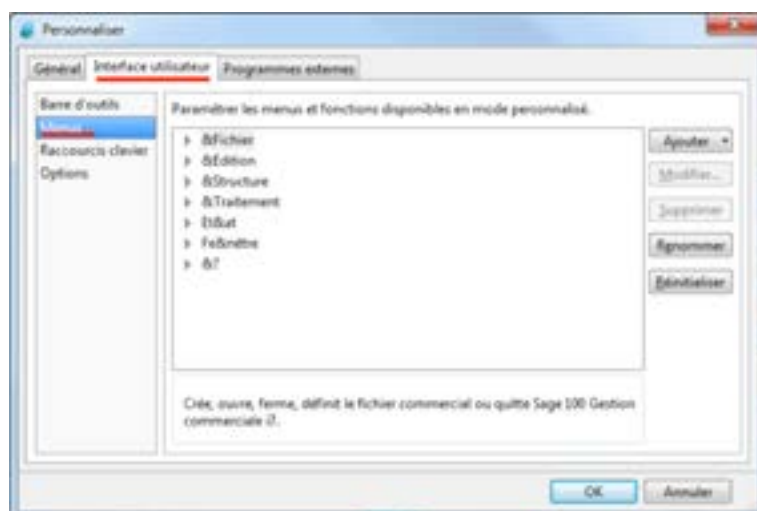 Personnaliser
Général Interface utilisateur Programmes externes
Barre d'outils
Menus
Raccourcis clavier
Options
Paramétrer les menus et fonctions disponibles en mode personnalisé.
&Fichier
&Edition
&Structure
&Traitement
Et&at
Fe&nêtre
&?
Ajouter
Modifier...
Supprimer
Renommer
Réinitialiser
Crée, ouvre, ferme, définit le fichier commercial ou quitte Sage 100 Gestion
commerciale i7.
OK Annuler